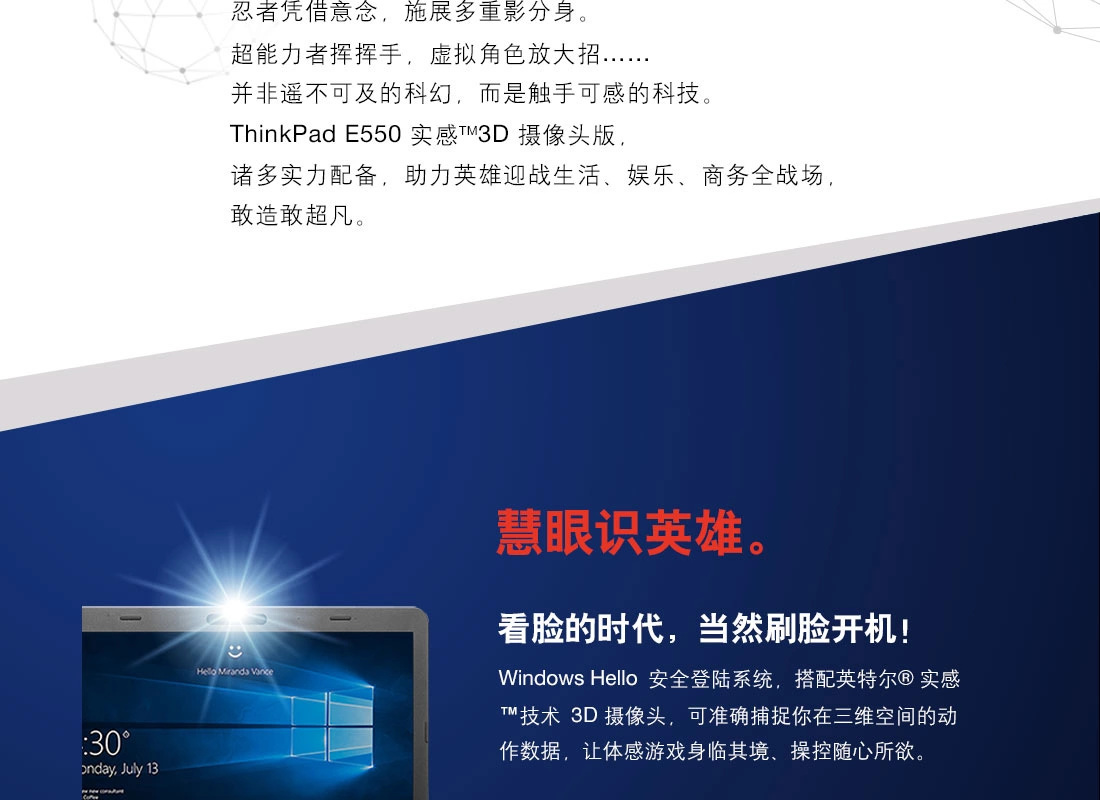 忍者凭借意念，施展多重影分身。
超能力者挥挥手，虚拟角色放大招……
并非遥不可及的科幻，而是触手可感的科技。
ThinkPad E550 实感™3D 摄像头版，
诸多实力配备，助力英雄迎战生活、娱乐、商务全战场，
敢造敢超凡。
慧眼识英雄。
看脸的时代，当然刷脸开机！
Windows Hello 安全登陆系统，搭配英特尔® 实感
™技术 3D 摄像头，可准确捕捉你在三维空间的动
作数据，让体感游戏身临其境、操控随心所欲。
Hello Miranda Vance
:30
onday, July 13
new consultant
Coffee